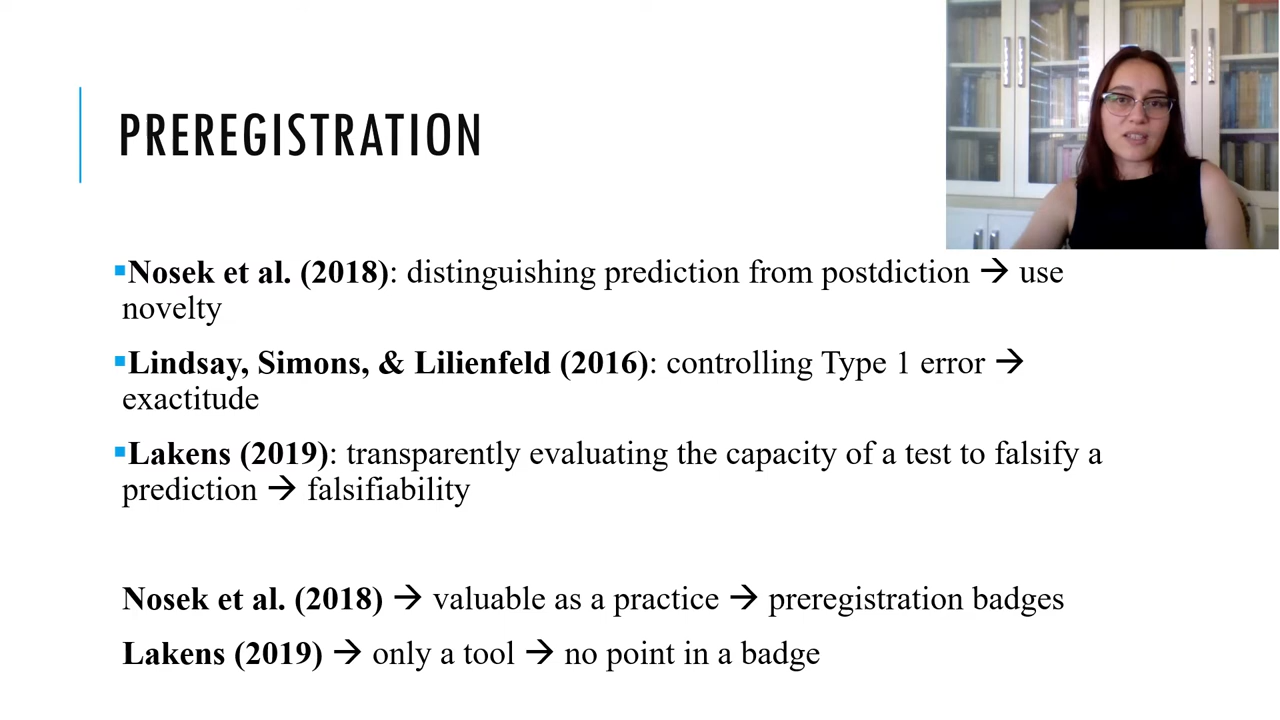 PREREGISTRATION
▪Nosek et al. (2018): distinguishing prediction from postdiction → use
novelty
▪Lindsay, Simons, & Lilienfeld (2016): controlling Type 1 error →
exactitude
▪Lakens (2019): transparently evaluating the capacity of a test to falsify a
prediction → falsifiability
Nosek et al. (2018) → valuable as a practice → preregistration badges
Lakens (2019) → only a tool → no point in a badge